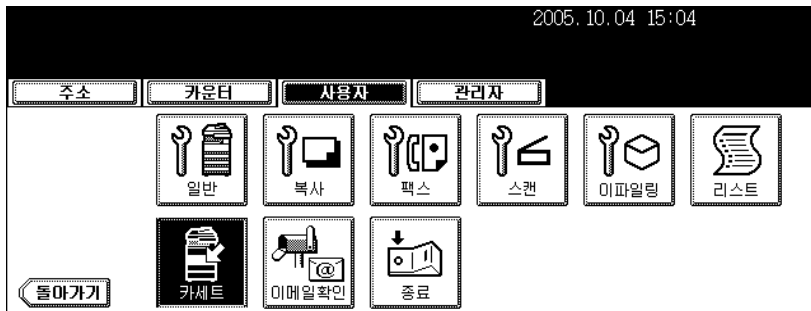 2005.10.04 15:04
주소 카운터 사용자 관리자
일반 복사 팩스 스캔 이파일링 리스트
카세트 이메일확인 종료
돌아가기